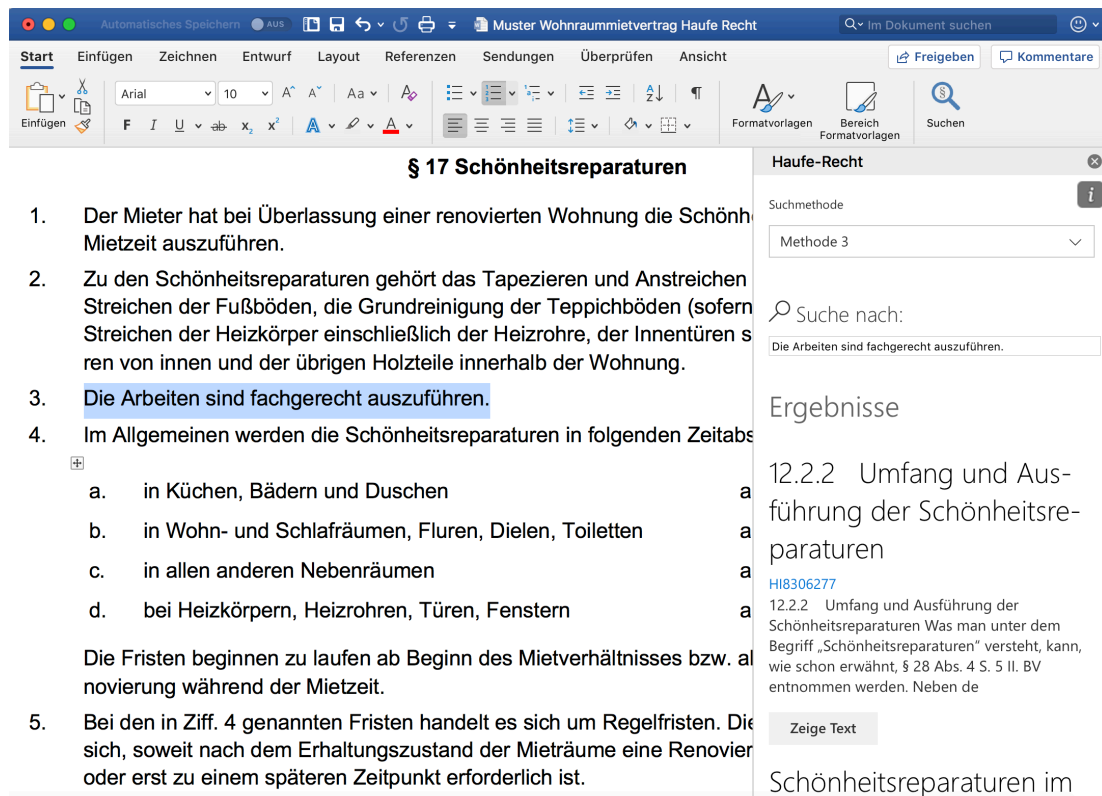 Automatisches Speichern AUS Muster Wohnraummietvertrag Haufe Recht Im Dokument suchen
Start Einfügen Zeichnen Entwurf Layout Referenzen Sendungen Überprüfen Ansicht Freigeben Kommentare
Arial 10 A^ A˅ Aa A
Einfügen F I U ab x₂ x² A A
Formatvorlagen Bereich Formatvorlagen Suchen
§ 17 Schönheitsreparaturen
1. Der Mieter hat bei Überlassung einer renovierten Wohnung die Schönh
Mietzeit auszuführen.
2. Zu den Schönheitsreparaturen gehört das Tapezieren und Anstreichen
Streichen der Fußböden, die Grundreinigung der Teppichböden (sofern
Streichen der Heizkörper einschließlich der Heizrohre, der Innentüren s
ren von innen und der übrigen Holzteile innerhalb der Wohnung.
3. Die Arbeiten sind fachgerecht auszuführen.
4. Im Allgemeinen werden die Schönheitsreparaturen in folgenden Zeitabs
a. in Küchen, Bädern und Duschen a
b. in Wohn- und Schlafräumen, Fluren, Dielen, Toiletten a
c. in allen anderen Nebenräumen a
d. bei Heizkörpern, Heizrohren, Türen, Fenstern a
Die Fristen beginnen zu laufen ab Beginn des Mietverhältnisses bzw. al
novierung während der Mietzeit.
5. Bei den in Ziff. 4 genannten Fristen handelt es sich um Regelfristen. Die
sich, soweit nach dem Erhaltungszustand der Mieträume eine Renovier
oder erst zu einem späteren Zeitpunkt erforderlich ist.
Haufe-Recht
Suchmethode
i
Methode 3
Suche nach:
Die Arbeiten sind fachgerecht auszuführen.
Ergebnisse
12.2.2 Umfang und Aus-
führung der Schönheitsre-
paraturen
HI8306277
12.2.2 Umfang und Ausführung der
Schönheitsreparaturen Was man unter dem
Begriff „Schönheitsreparaturen“ versteht, kann,
wie schon erwähnt, § 28 Abs. 4 S. 5 II. BV
entnommen werden. Neben de
Zeige Text
Schönheitsreparaturen im